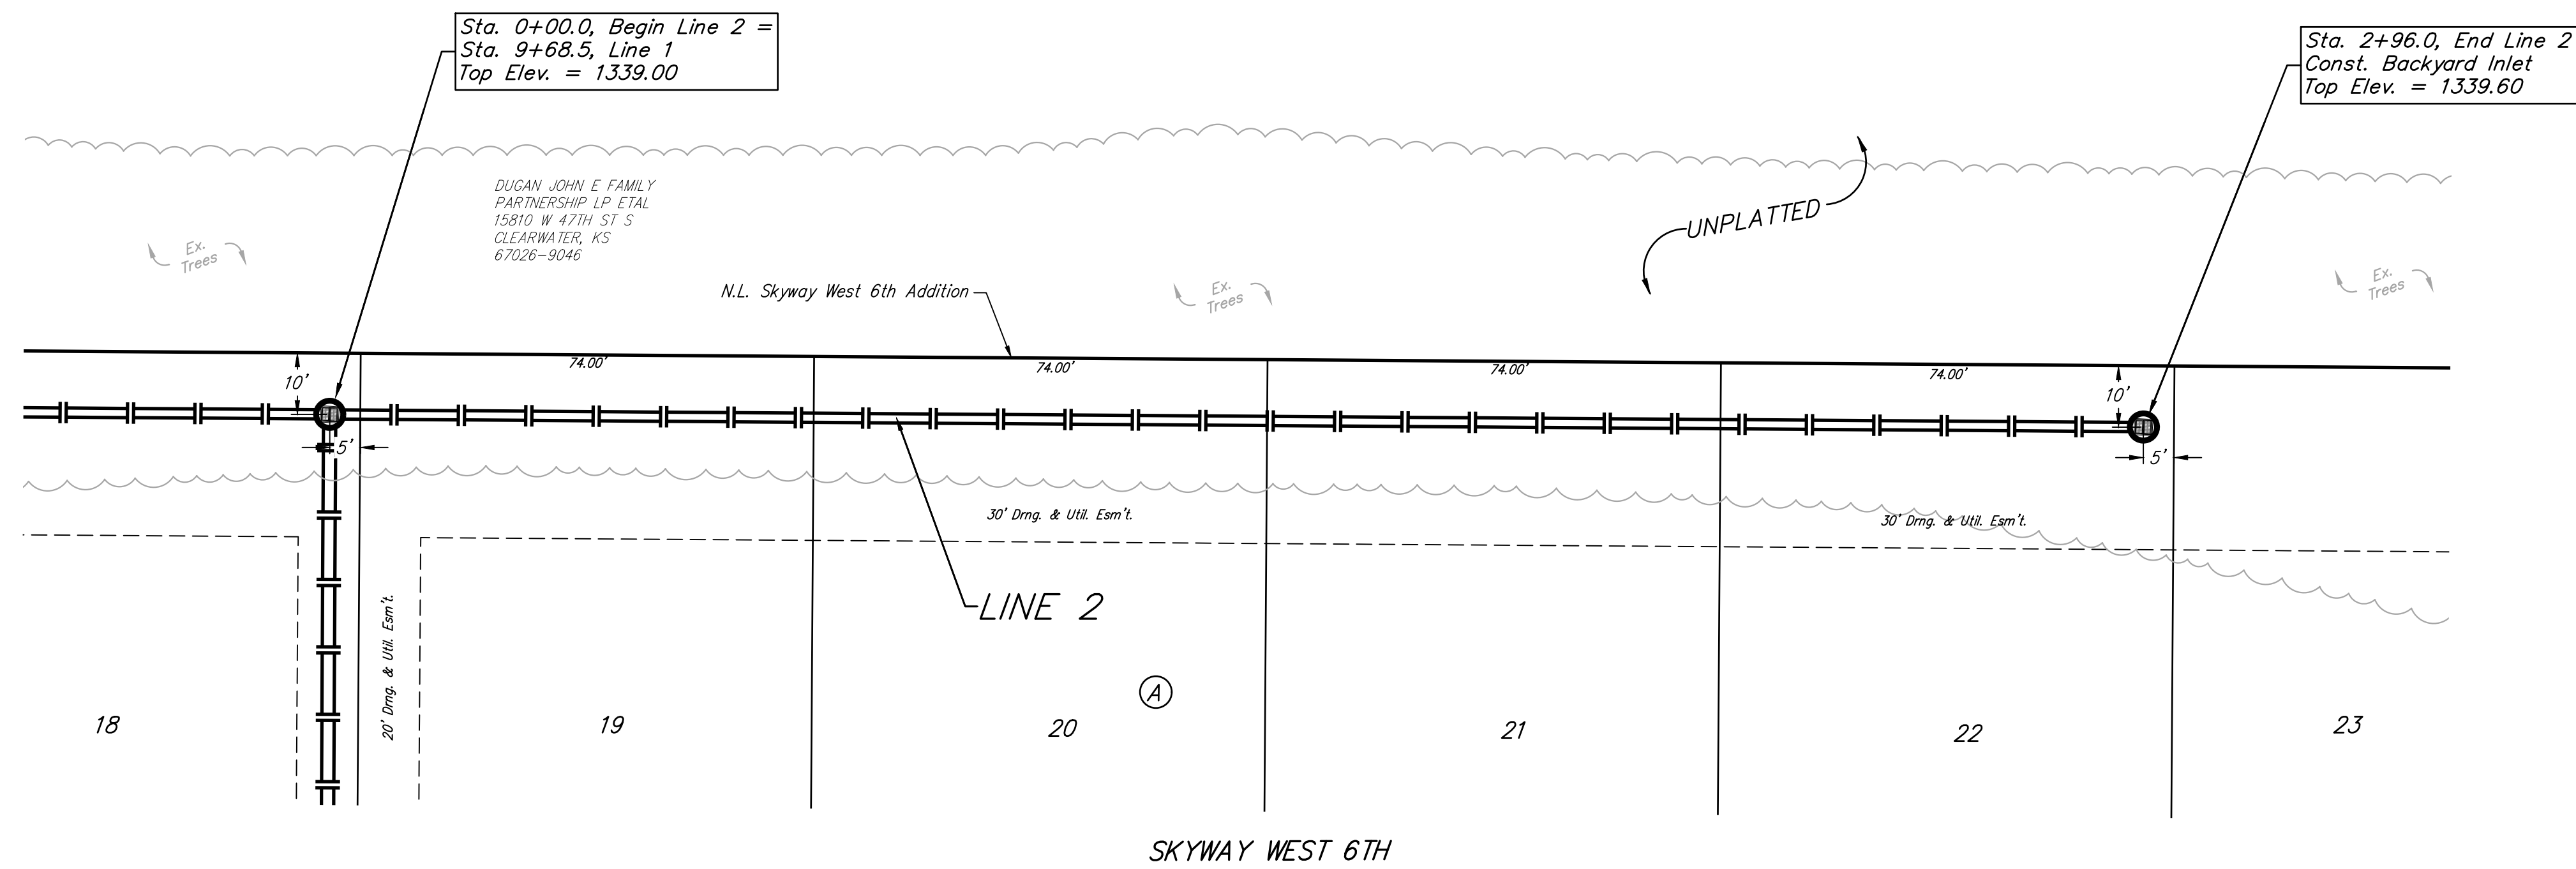 Sta. 0+00.0, Begin Line 2 =
Sta. 9+68.5, Line 1
Top Elev. = 1339.00
Sta. 2+96.0, End Line 2
Const. Backyard Inlet
Top Elev. = 1339.60
DUGAN JOHN E FAMILY
PARTNERSHIP LP ETAL
15810 W 47TH ST S
CLEARWATER, KS
67026-9046
UNPLATTED
Ex.
Trees
Ex.
Trees
Ex.
Trees
N.L. Skyway West 6th Addition
74.00'
74.00'
74.00'
74.00'
10'
10'
5'
5'
30' Drng. & Util. Esm't.
30' Drng. & Util. Esm't.
LINE 2
20' Drng. & Util. Esm't.
A
18
19
20
21
22
23
SKYWAY WEST 6TH